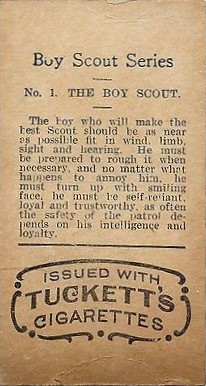 Boy Scout Series
No. 1. THE BOY SCOUT.
The boy who will make the
best Scout should be as near
as possible fit in wind, limb,
sight and hearing. He must
be prepared to rough it when
necessary, and no matter what
happens to annoy him, he
must turn up with smiling
face, he must be self-reliant,
loyal and trustworthy, as often
the safety of the patrol de-
pends on his intelligence and
loyalty.
ISSUED WITH
TUCKETT'S
CIGARETTES